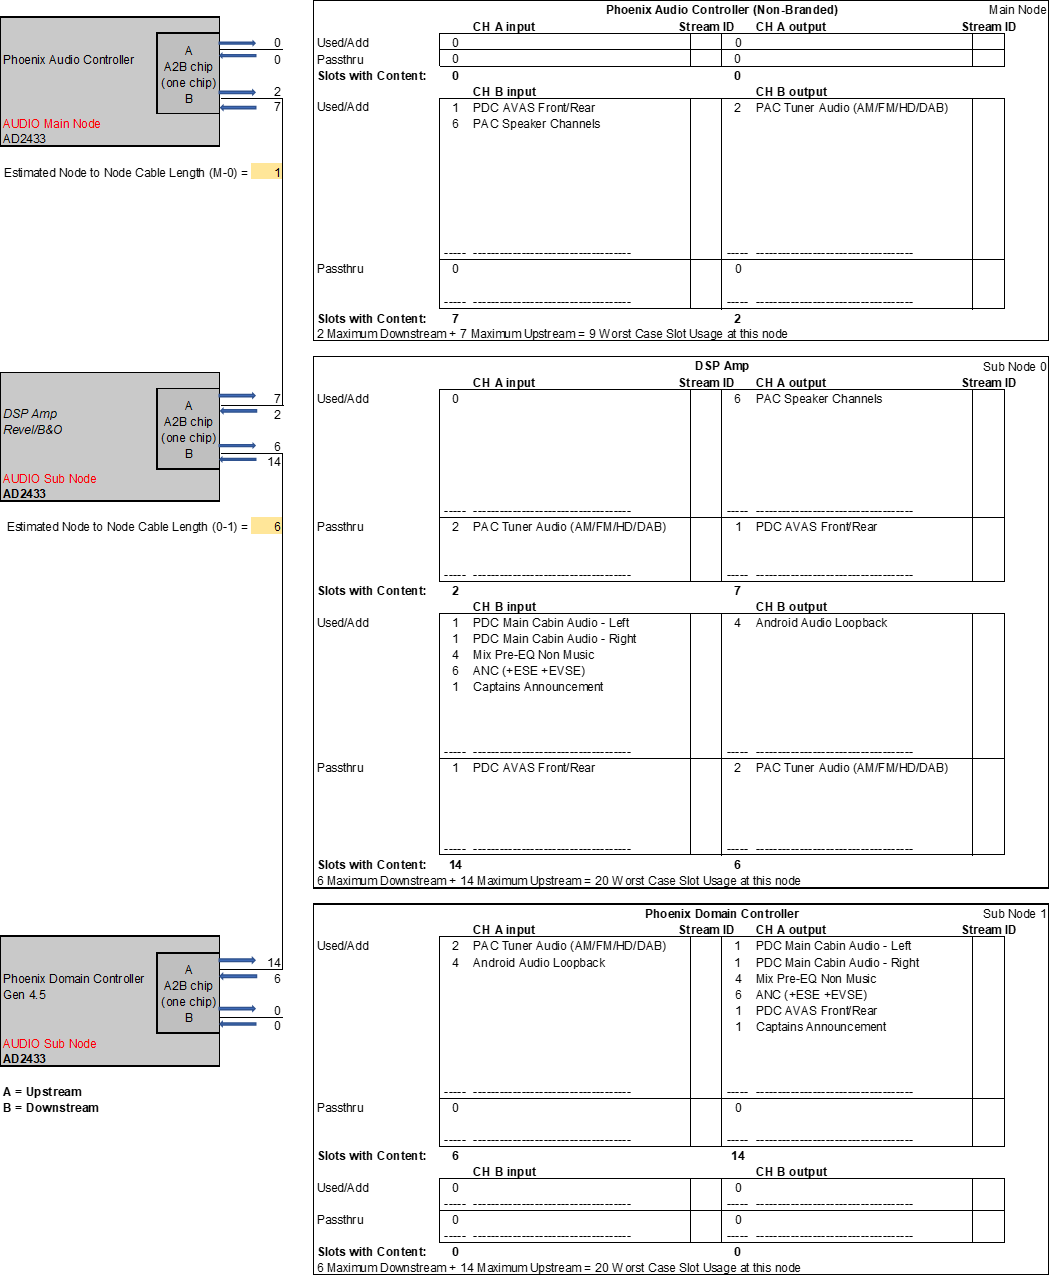 Phoenix Audio Controller (Non-Branded) Main Node
CH A input Stream ID CH A output Stream ID
Used/Add 0 0
Passthru 0 0
Slots with Content: 0 0
CH B input CH B output
Used/Add 1 PDC AVAS Front/Rear 2 PAC Tuner Audio (AM/FM/HD/DAB)
6 PAC Speaker Channels
----- --------------------------------- ----- ---------------------------------
Passthru 0 0
----- --------------------------------- ----- ---------------------------------
Slots with Content: 7 2
2 Maximum Downstream + 7 Maximum Upstream = 9 Worst Case Slot Usage at this node
Phoenix Audio Controller
A
A2B chip
(one chip)
B
0
0
2
7
AUDIO Main Node
AD2433
Estimated Node to Node Cable Length (M-0) = 1
DSP Amp Sub Node 0
CH A input Stream ID CH A output Stream ID
Used/Add 0 6 PAC Speaker Channels
----- --------------------------------- ----- ---------------------------------
Passthru 2 PAC Tuner Audio (AM/FM/HD/DAB) 1 PDC AVAS Front/Rear
----- --------------------------------- ----- ---------------------------------
Slots with Content: 2 7
CH B input CH B output
Used/Add 1 PDC Main Cabin Audio - Left 4 Android Audio Loopback
1 PDC Main Cabin Audio - Right
4 Mix Pre-EQ Non Music
6 ANC (+ESE +EVSE)
1 Captains Announcement
----- --------------------------------- ----- ---------------------------------
Passthru 1 PDC AVAS Front/Rear 2 PAC Tuner Audio (AM/FM/HD/DAB)
----- --------------------------------- ----- ---------------------------------
Slots with Content: 14 6
6 Maximum Downstream + 14 Maximum Upstream = 20 Worst Case Slot Usage at this node
DSP Amp
Revel/B&O
A
A2B chip
(one chip)
B
7
2
6
14
AUDIO Sub Node
AD2433
Estimated Node to Node Cable Length (0-1) = 6
Phoenix Domain Controller Sub Node 1
CH A input Stream ID CH A output Stream ID
Used/Add 2 PAC Tuner Audio (AM/FM/HD/DAB) 1 PDC Main Cabin Audio - Left
4 Android Audio Loopback 1 PDC Main Cabin Audio - Right
4 Mix Pre-EQ Non Music
6 ANC (+ESE +EVSE)
1 PDC AVAS Front/Rear
1 Captains Announcement
----- --------------------------------- ----- ---------------------------------
Passthru 0 0
----- --------------------------------- ----- ---------------------------------
Slots with Content: 6 14
CH B input CH B output
Used/Add 0 0
----- --------------------------------- ----- ---------------------------------
Passthru 0 0
----- --------------------------------- ----- ---------------------------------
Slots with Content: 0 0
6 Maximum Downstream + 14 Maximum Upstream = 20 Worst Case Slot Usage at this node
Phoenix Domain Controller
Gen 4.5
A
A2B chip
(one chip)
B
14
6
0
0
AUDIO Sub Node
AD2433
A = Upstream
B = Downstream